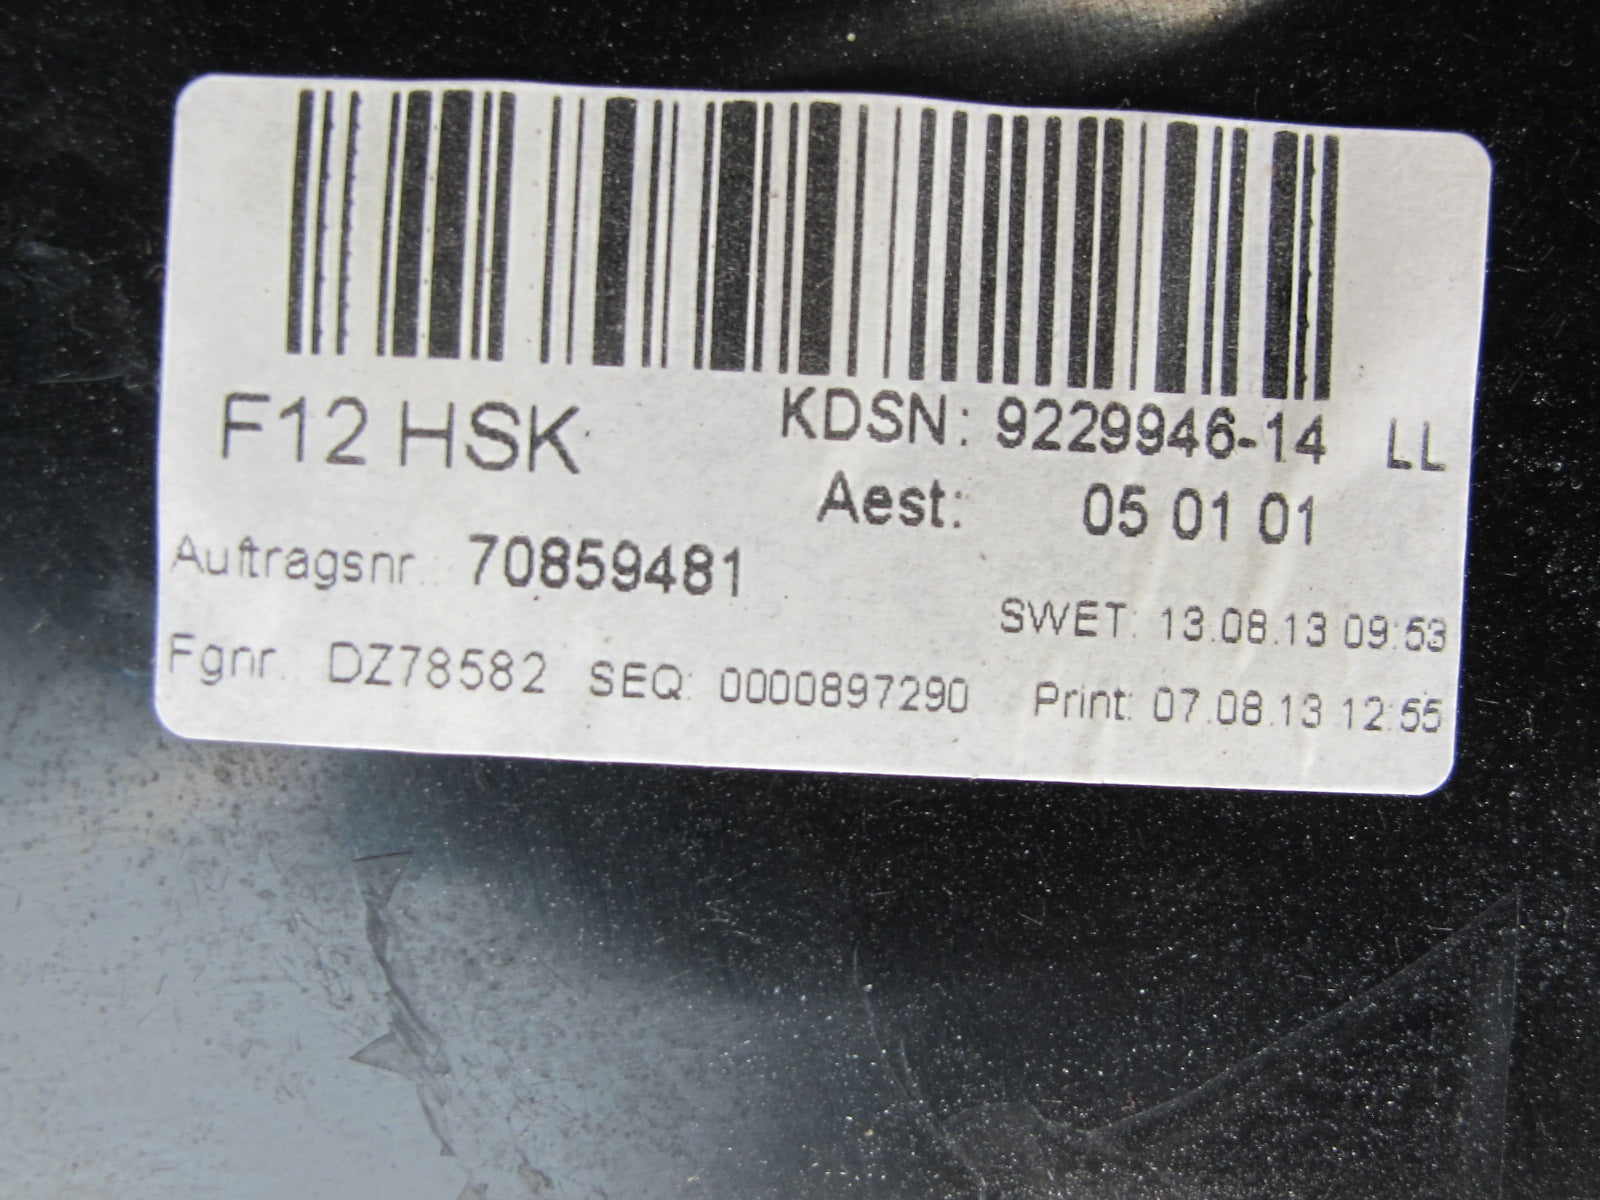 F12 HSK KDSN: 9229946-14 LL
Aest: 05 01 01
Auftragsnr.: 70859481
SWET: 13.08.13 09:53
Fgnr.: DZ78582 SEQ: 0000897290 Print: 07.08.13 12:55